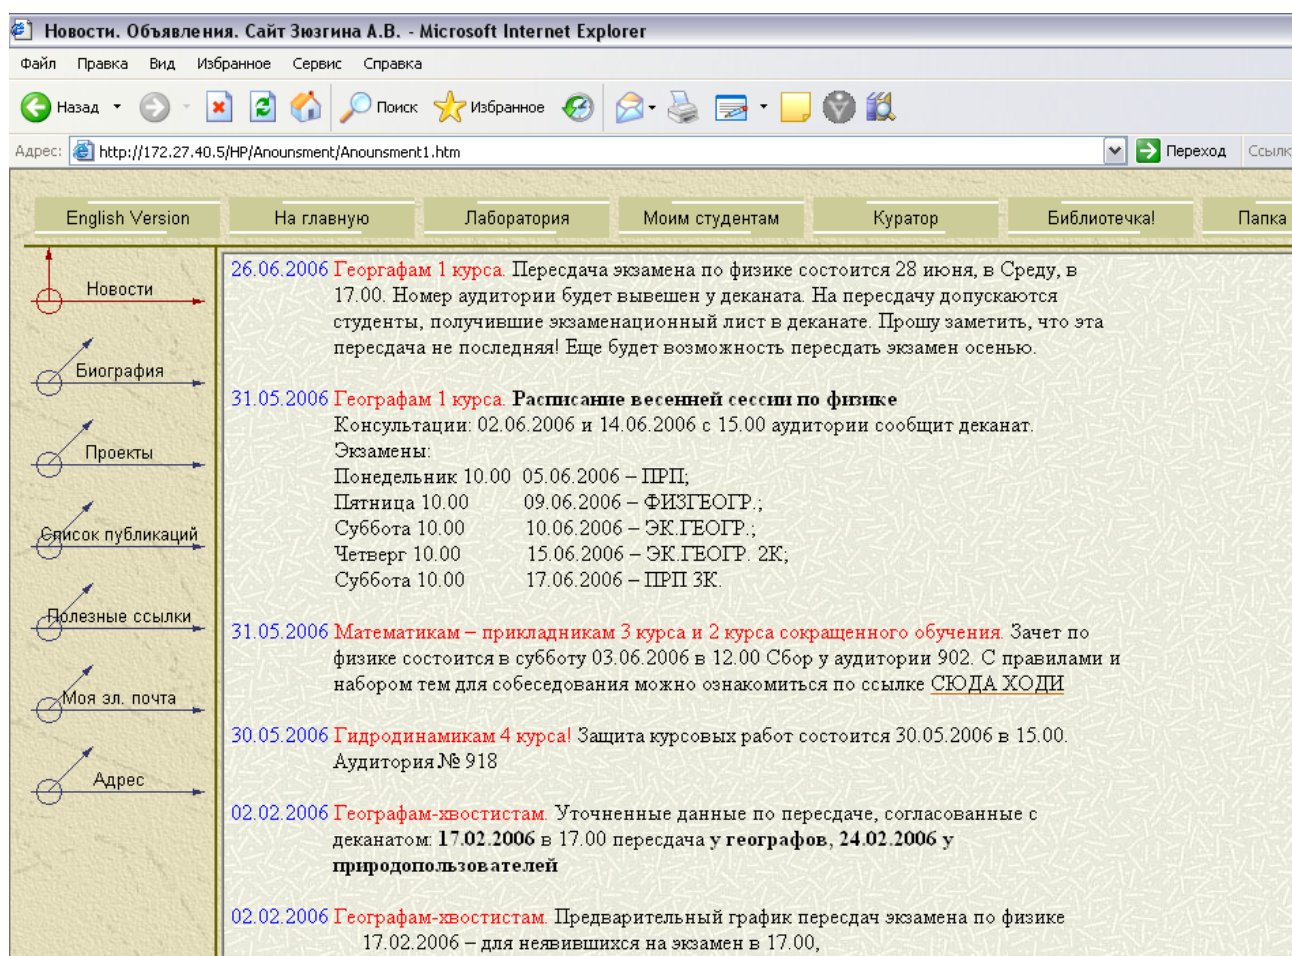 Новости. Объявления. Сайт Зюзгина А.В. - Microsoft Internet Explorer
Файл Правка Вид Избранное Сервис Справка
Назад Поиск Избранное
Адрес: http://172.27.40.5/HP/Anounsment/Anounsment1.htm Переход Ссылк
English Version На главную Лаборатория Моим студентам Куратор Библиотечка! Папка
Новости
Биография
Проекты
Список публикаций
Полезные ссылки
Моя эл. почта
Адрес
26.06.2006 Георгафам 1 курса. Пересдача экзамена по физике состоится 28 июня, в Среду, в
17.00. Номер аудитории будет вывешен у деканата. На пересдачу допускаются
студенты, получившие экзаменационный лист в деканате. Прошу заметить, что эта
пересдача не последняя! Еще будет возможность пересдать экзамен осенью.
31.05.2006 Географам 1 курса. Расписание весенней сессии по физике
Консультации: 02.06.2006 и 14.06.2006 с 15.00 аудитории сообщит деканат.
Экзамены:
Понедельник 10.00 05.06.2006 – ПРП;
Пятница 10.00 09.06.2006 – ФИЗГЕОГР.;
Суббота 10.00 10.06.2006 – ЭК.ГЕОГР.;
Четверг 10.00 15.06.2006 – ЭК.ГЕОГР. 2К;
Суббота 10.00 17.06.2006 – ПРП 3К.
31.05.2006 Математикам – прикладникам 3 курса и 2 курса сокращенного обучения. Зачет по
физике состоится в субботу 03.06.2006 в 12.00 Сбор у аудитории 902. С правилами и
набором тем для собеседования можно ознакомиться по ссылке СЮДА ХОДИ
30.05.2006 Гидродинамикам 4 курса! Защита курсовых работ состоится 30.05.2006 в 15.00.
Аудитория № 918
02.02.2006 Географам-хвостистам. Уточненные данные по пересдаче, согласованные с
деканатом: 17.02.2006 в 17.00 пересдача у географов, 24.02.2006 у
природопользователей
02.02.2006 Географам-хвостистам. Предварительный график пересдач экзамена по физике
17.02.2006 – для неявившихся на экзамен в 17.00,